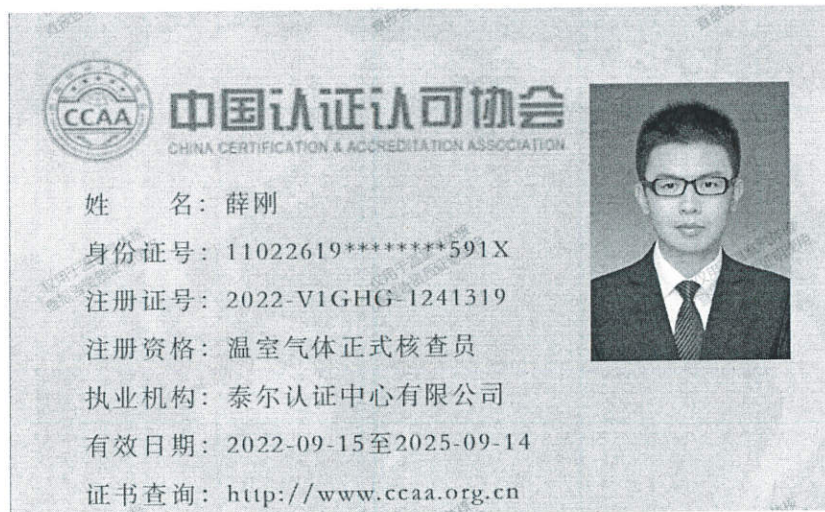 CCAA
中国认证认可协会
CHINA CERTIFICATION & ACCREDITATION ASSOCIATION
姓 名：薛刚
身份证号：11022619********591X
注册证号：2022-V1GHG-1241319
注册资格：温室气体正式核查员
执业机构：泰尔认证中心有限公司
有效日期：2022-09-15至2025-09-14
证书查询：http://www.ccaa.org.cn